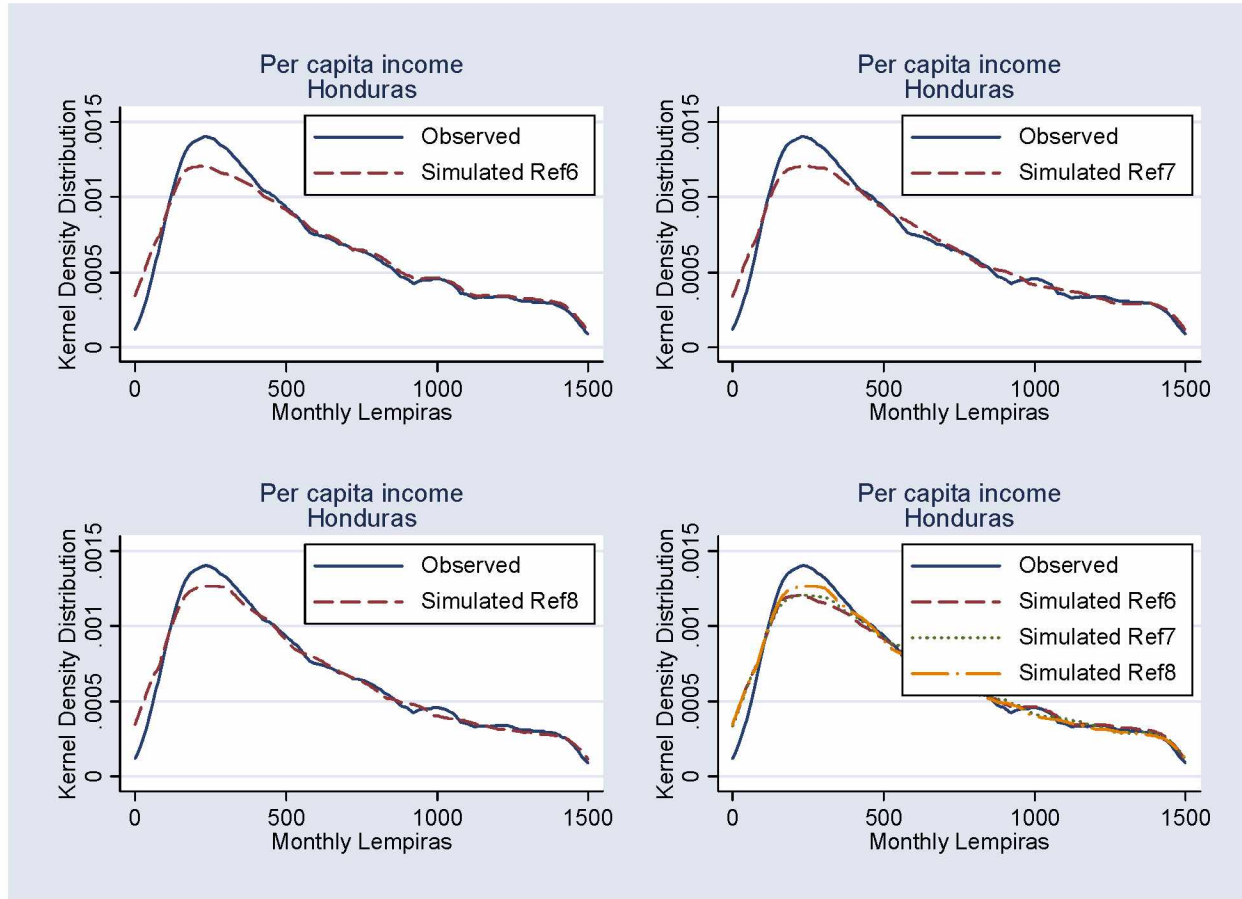 Per capita income
Honduras
Kernel Density Distribution
0 .0005 .001 .0015
Observed
Simulated Ref6
0 500 1000 1500
Monthly Lempiras
Per capita income
Honduras
Kernel Density Distribution
0 .0005 .001 .0015
Observed
Simulated Ref7
0 500 1000 1500
Monthly Lempiras
Per capita income
Honduras
Kernel Density Distribution
0 .0005 .001 .0015
Observed
Simulated Ref8
0 500 1000 1500
Monthly Lempiras
Per capita income
Honduras
Kernel Density Distribution
0 .0005 .001 .0015
Observed
Simulated Ref6
Simulated Ref7
Simulated Ref8
0 500 1000 1500
Monthly Lempiras